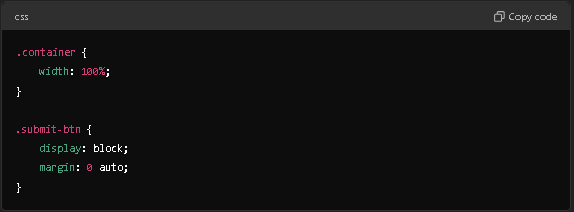 css
Copy code
.container {
    width: 100%;
}

.submit-btn {
    display: block;
    margin: 0 auto;
}